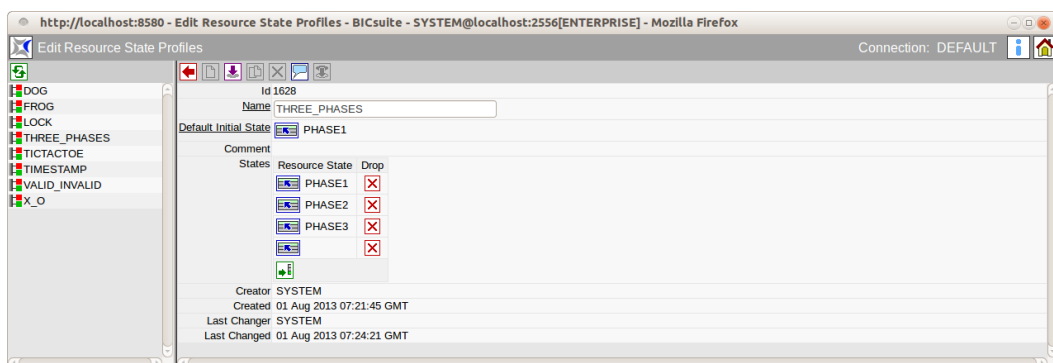 http://localhost:8580 - Edit Resource State Profiles - BICsuite - SYSTEM@localhost:2556[ENTERPRISE] - Mozilla Firefox
Edit Resource State Profiles Connection: DEFAULT
DOG
FROG
LOCK
THREE_PHASES
TICTACTOE
TIMESTAMP
VALID_INVALID
X_O
Id 1628
Name THREE_PHASES
Default Initial State PHASE1
Comment
States Resource State Drop
PHASE1
PHASE2
PHASE3
Creator SYSTEM
Created 01 Aug 2013 07:21:45 GMT
Last Changer SYSTEM
Last Changed 01 Aug 2013 07:24:21 GMT